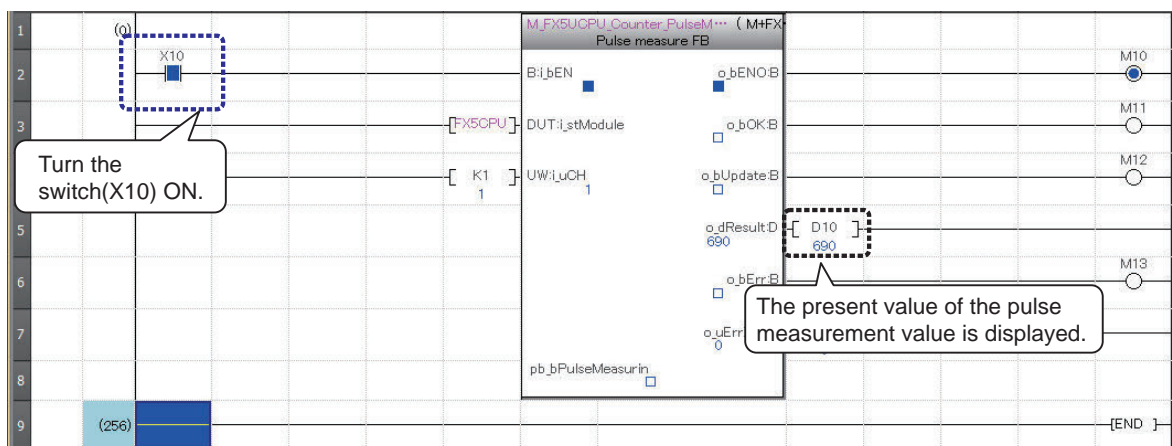 1 (0) M_FX5UCPU_Counter_PulseM··· ( M+FX
Pulse measure FB
X10 M10
2 B:i_bEN o_bENO:B
M11
3 [FX5CPU] DUT:i_stModule o_bOK:B
M12
Turn the
switch(X10) ON.
[ K1 ] UW:i_uCH o_bUpdate:B
1 1
5 o_dResult:D [ D10 ]
690 690
M13
6 o_bErr:B
The present value of the pulse
measurement value is displayed.
7 o_uErr
0
8 pb_bPulseMeasurin
9 (256) [END ]